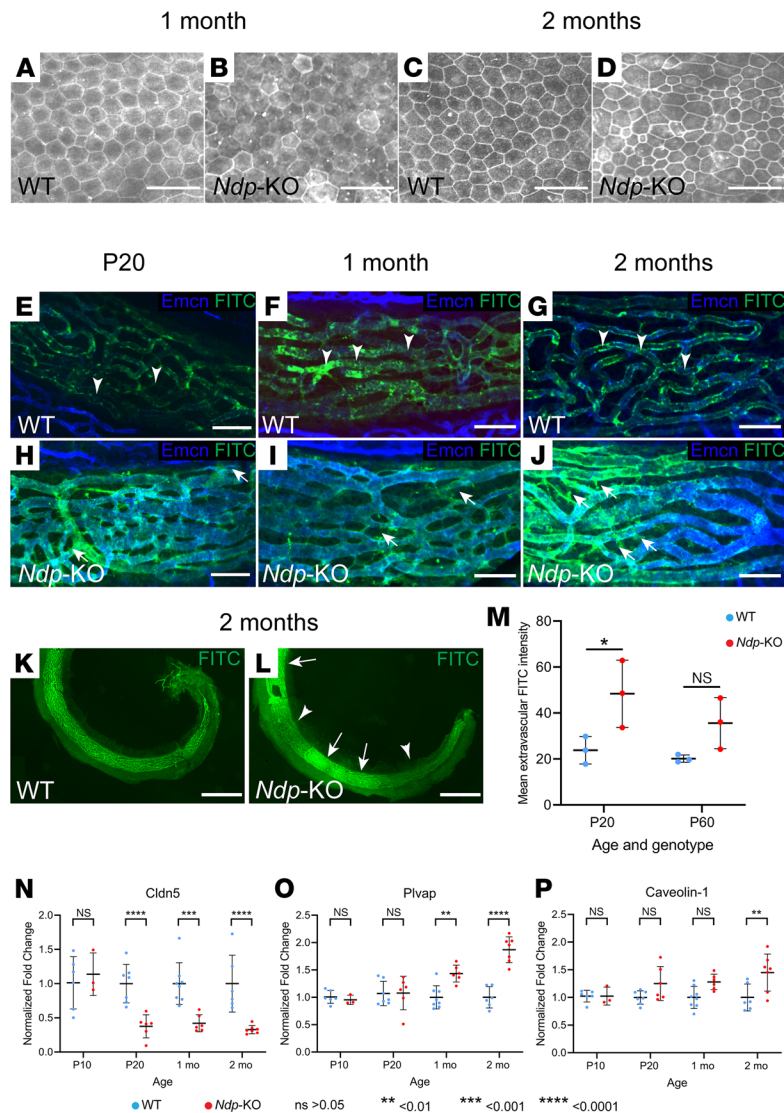 1 month
2 months
A
B
C
D
WT
Ndp-KO
WT
Ndp-KO
P20
1 month
2 months
E
Emcn FITC
F
Emcn FITC
G
Emcn FITC
WT
WT
WT
H
Emcn FITC
I
Emcn FITC
J
Emcn FITC
Ndp-KO
Ndp-KO
Ndp-KO
2 months
K
FITC
L
FITC
WT
Ndp-KO
M
WT
Ndp-KO
Mean extravascular FITC intensity
80
60
40
20
0
*
NS
P20
P60
Age and genotype
N
Cldn5
Normalized Fold Change
2.0
1.5
1.0
0.5
0.0
NS
****
***
****
P10
P20
1 mo
2 mo
Age
O
Plvap
Normalized Fold Change
2.5
2.0
1.5
1.0
0.5
0.0
NS
NS
**
****
P10
P20
1 mo
2 mo
Age
P
Caveolin-1
Normalized Fold Change
2.5
2.0
1.5
1.0
0.5
0.0
NS
NS
NS
**
P10
P20
1 mo
2 mo
Age
WT
Ndp-KO
ns >0.05
** <0.01
*** <0.001
**** <0.0001